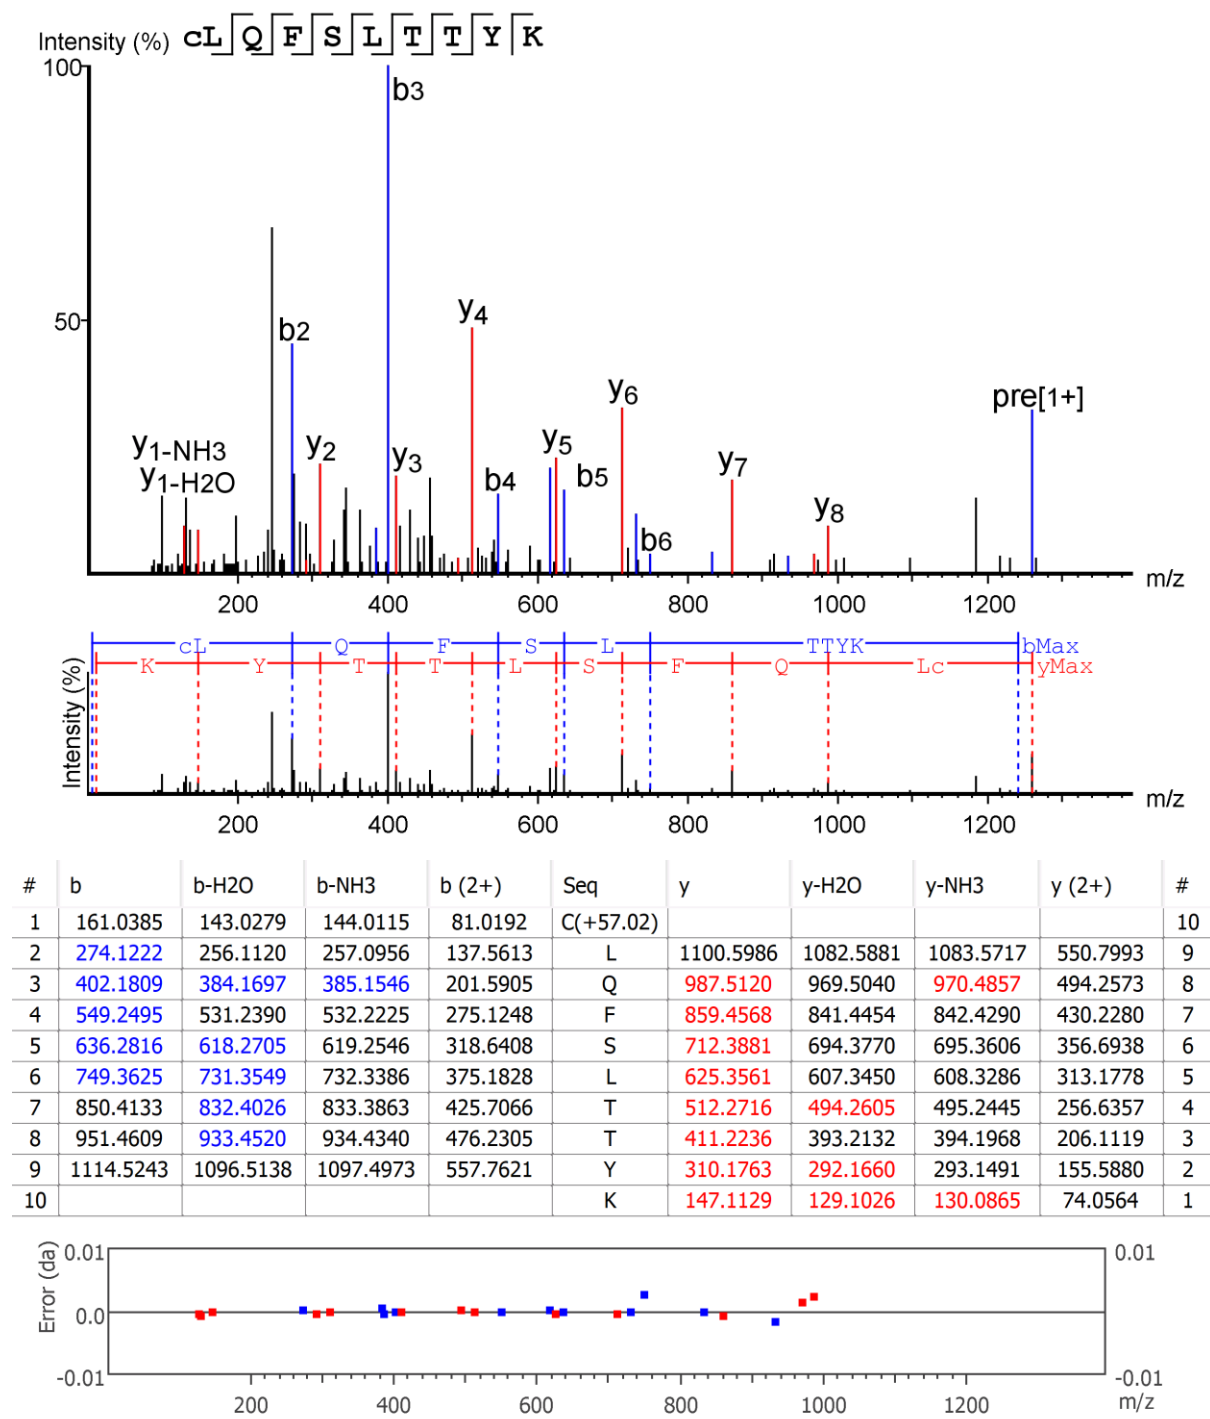 Intensity (%) cL Q F S L T T Y K
100
b3
50
b2
y4
y6
pre[1+]
y1-NH3
y1-H2O
y2
y3
b4
y5
b5
b6
y7
y8
200 400 600 800 1000 1200 m/z
cL Q F S L TTYK bMax
K Y T T L S F Q Lc yMax
Intensity (%)
200 400 600 800 1000 1200 m/z
# b b-H2O b-NH3 b (2+) Seq y y-H2O y-NH3 y (2+) #
1 161.0385 143.0279 144.0115 81.0192 C(+57.02) 10
2 274.1222 256.1120 257.0956 137.5613 L 1100.5986 1082.5881 1083.5717 550.7993 9
3 402.1809 384.1697 385.1546 201.5905 Q 987.5120 969.5040 970.4857 494.2573 8
4 549.2495 531.2390 532.2225 275.1248 F 859.4568 841.4454 842.4290 430.2280 7
5 636.2816 618.2705 619.2546 318.6408 S 712.3881 694.3770 695.3606 356.6938 6
6 749.3625 731.3549 732.3386 375.1828 L 625.3561 607.3450 608.3286 313.1778 5
7 850.4133 832.4026 833.3863 425.7066 T 512.2716 494.2605 495.2445 256.6357 4
8 951.4609 933.4520 934.4340 476.2305 T 411.2236 393.2132 394.1968 206.1119 3
9 1114.5243 1096.5138 1097.4973 557.7621 Y 310.1763 292.1660 293.1491 155.5880 2
10 K 147.1129 129.1026 130.0865 74.0564 1
Error (da)
0.01 0.01
0.0
-0.01 -0.01
200 400 600 800 1000 1200 m/z